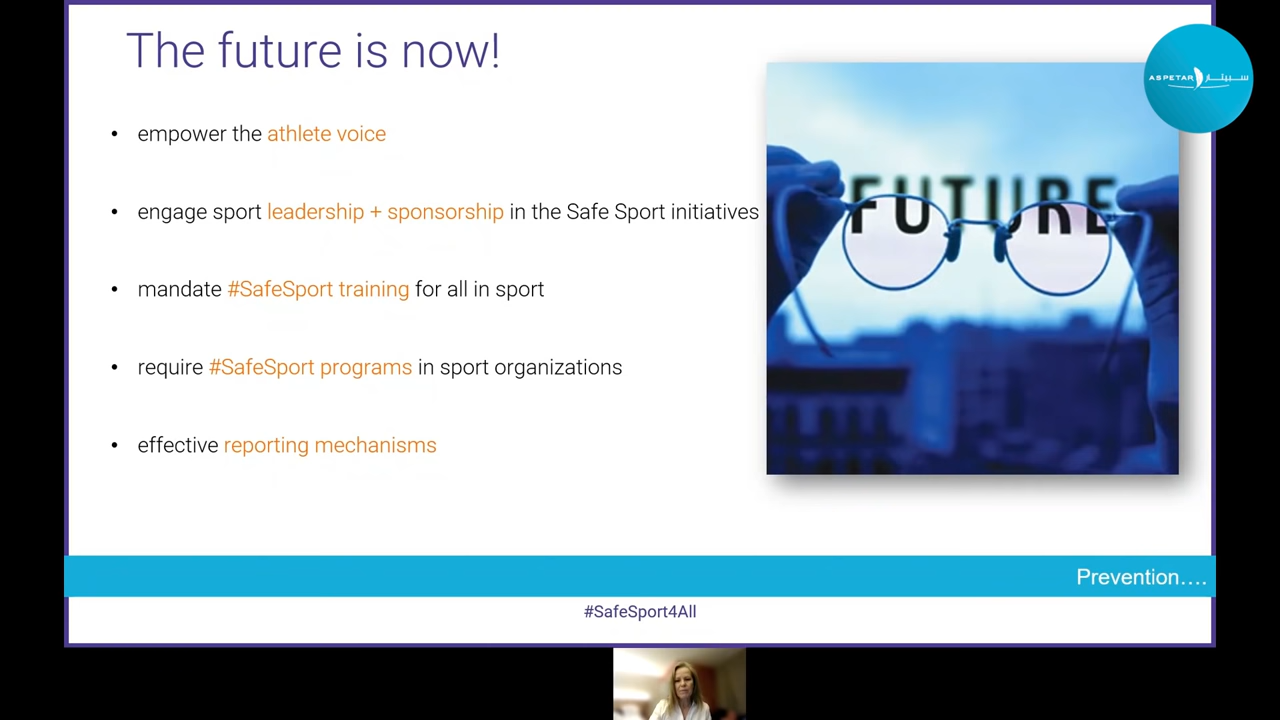 The future is now!
ASPETAR سبيتار
• empower the athlete voice
• engage sport leadership + sponsorship in the Safe Sport initiatives
• mandate #SafeSport training for all in sport
• require #SafeSport programs in sport organizations
• effective reporting mechanisms
FUTURE
Prevention....
#SafeSport4All